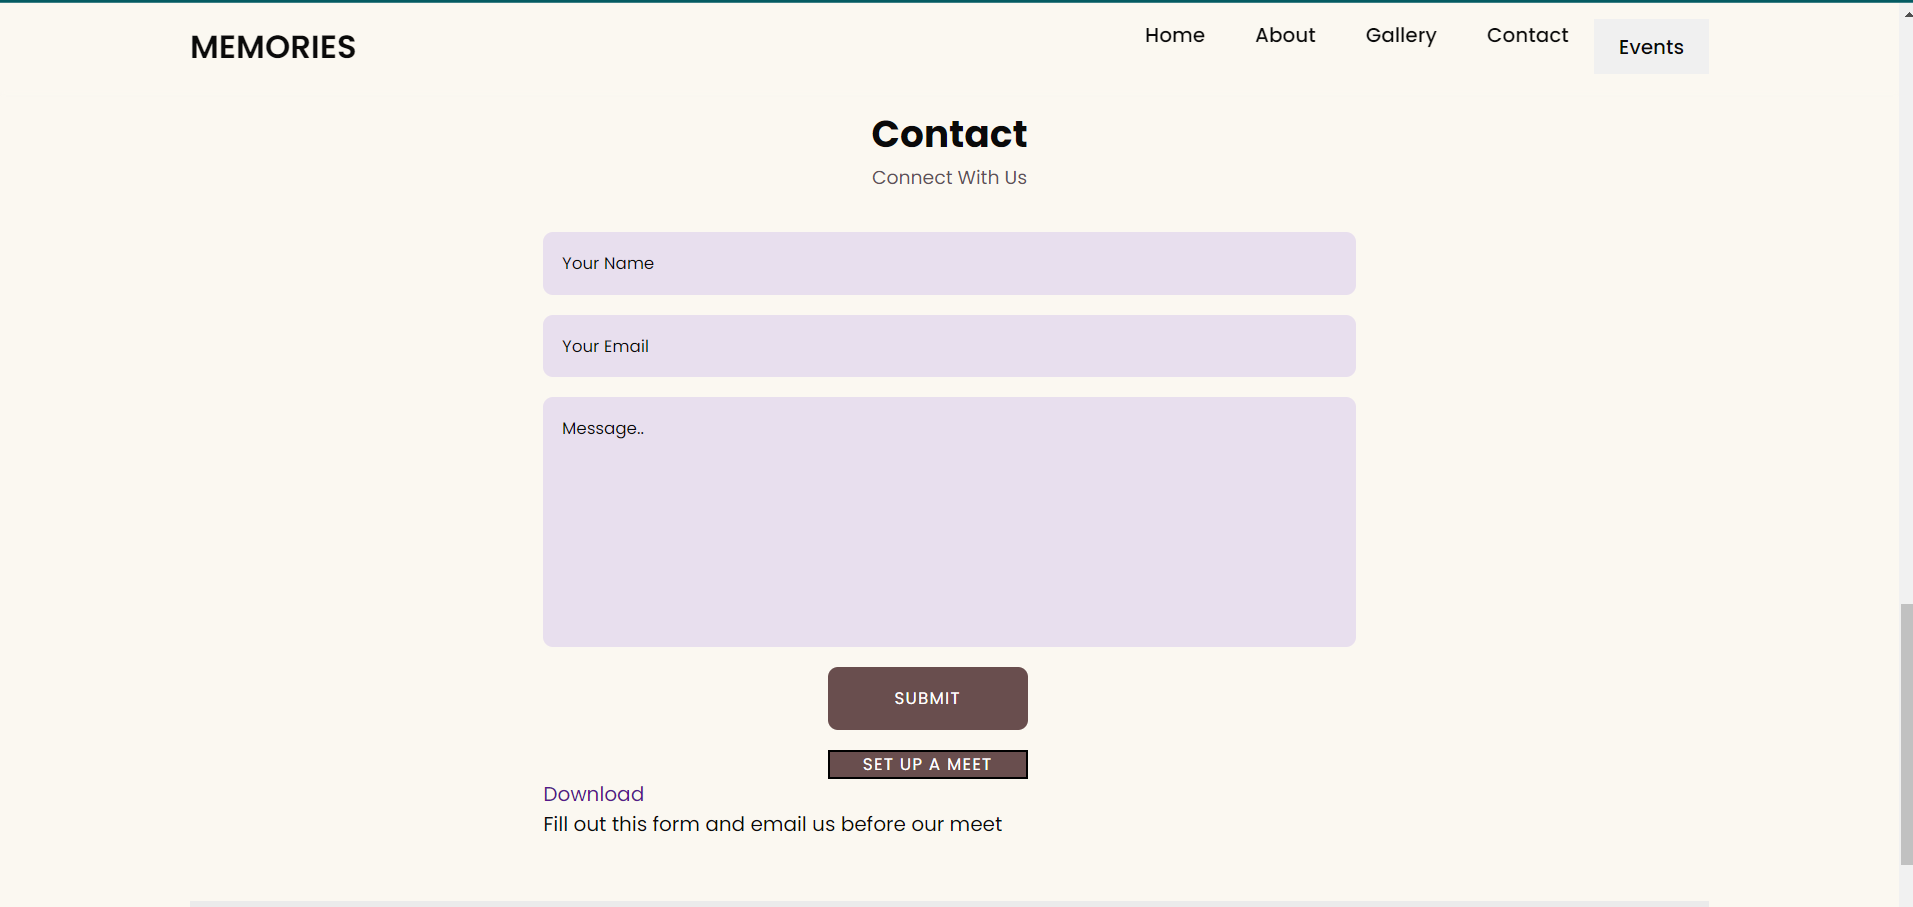 MEMORIES
Home About Gallery Contact Events
Contact
Connect With Us
Your Name
Your Email
Message..
SUBMIT
SET UP A MEET
Download
Fill out this form and email us before our meet